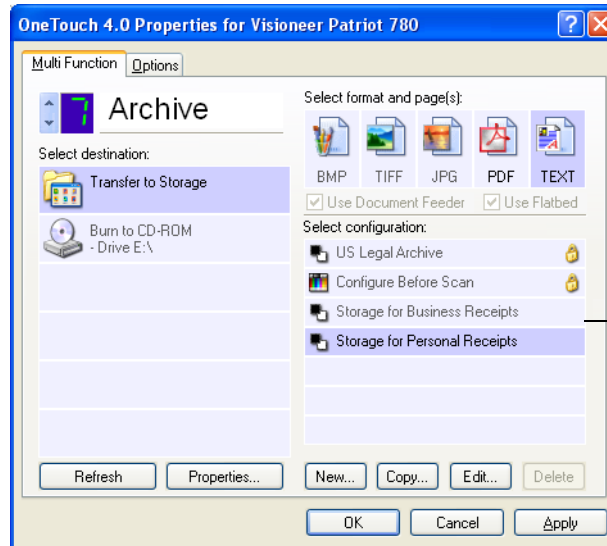 OneTouch 4.0 Properties for Visioneer Patriot 780
Multi Function
Options
7
Archive
Select destination:
Transfer to Storage
Burn to CD-ROM
- Drive E:\
Refresh
Properties...
Select format and page(s):
BMP TIFF JPG PDF TEXT
Use Document Feeder
Use Flatbed
Select configuration:
US Legal Archive
Configure Before Scan
Storage for Business Receipts
Storage for Personal Receipts
New...
Copy...
Edit...
Delete
OK
Cancel
Apply